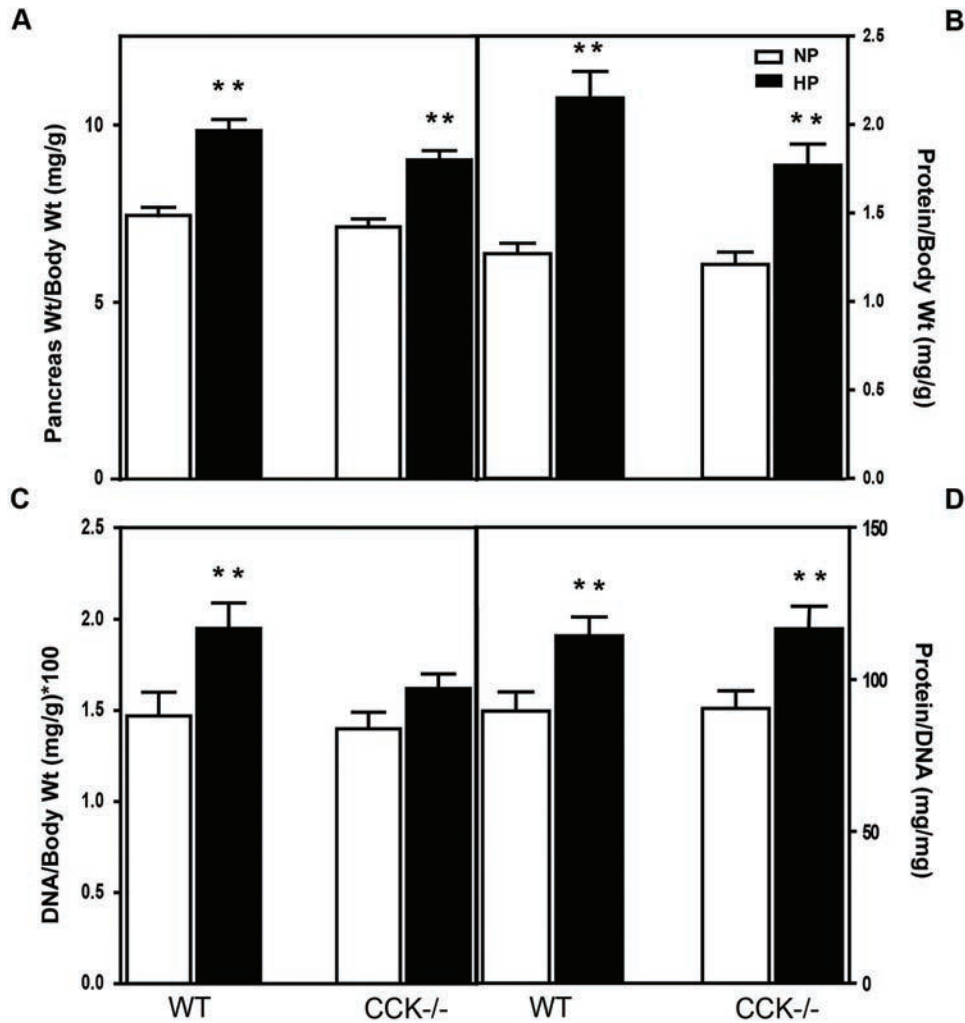 A
B
Pancreas Wt/Body Wt (mg/g)
10
5
0
** 
**
**
**
NP
HP
2.5
2.0
1.5
1.0
0.5
0.0
Protein/Body Wt (mg/g)
C
D
DNA/Body Wt (mg/g)*100
2.5
2.0
1.5
1.0
0.5
0.0
**
**
**
150
100
50
0
Protein/DNA (mg/mg)
WT
CCK-/-
WT
CCK-/-